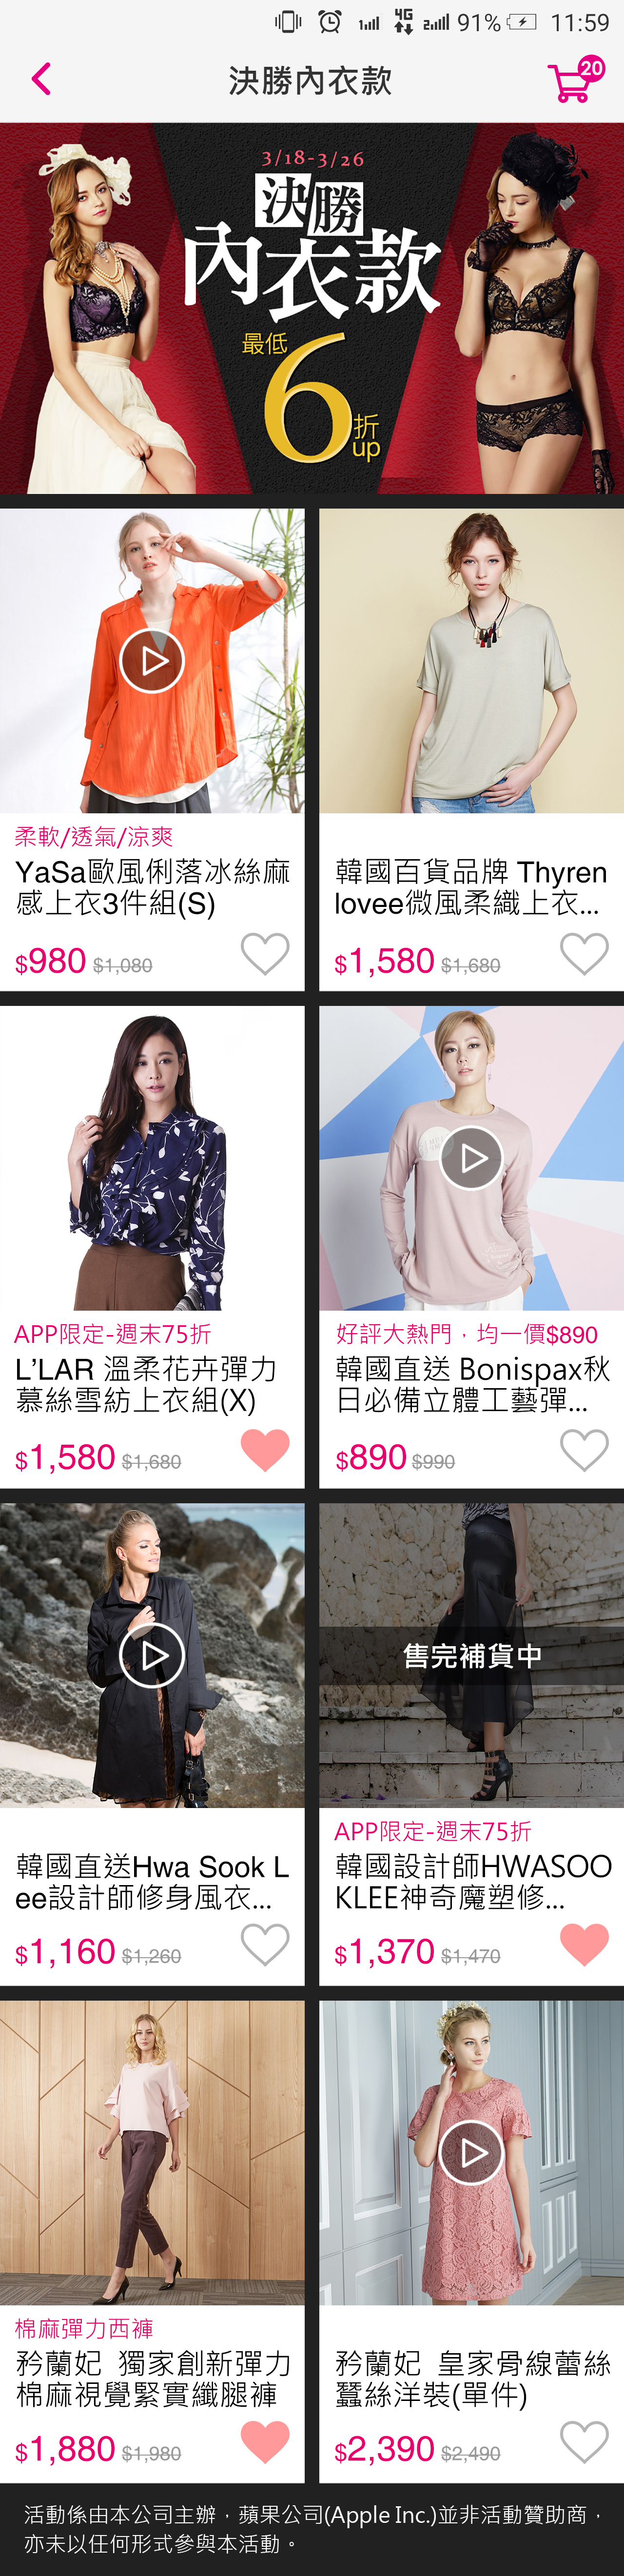 4G 91% 11:59
決勝內衣款
20
3/18-3/26
決勝
內衣款
最低
6折
up
柔軟/透氣/涼爽
YaSa歐風俐落冰絲麻
感上衣3件組(S)
$980 $1,080
韓國百貨品牌 Thyren
lovee微風柔織上衣...
$1,580 $1,680
APP限定-週末75折
L’LAR 溫柔花卉彈力
慕絲雪紡上衣組(X)
$1,580 $1,680
好評大熱門，均一價$890
韓國直送 Bonispax秋
日必備立體工藝彈...
$890 $990
韓國直送Hwa Sook L
ee設計師修身風衣...
$1,160 $1,260
售完補貨中
APP限定-週末75折
韓國設計師HWASOO
KLEE神奇魔塑修...
$1,370 $1,470
棉麻彈力西褲
矜蘭妃 獨家創新彈力
棉麻視覺緊實纖腿褲
$1,880 $1,980
矜蘭妃 皇家骨線蕾絲
蠶絲洋裝(單件)
$2,390 $2,490
活動係由本公司主辦，蘋果公司(Apple Inc.)並非活動贊助商，
亦未以任何形式參與本活動。